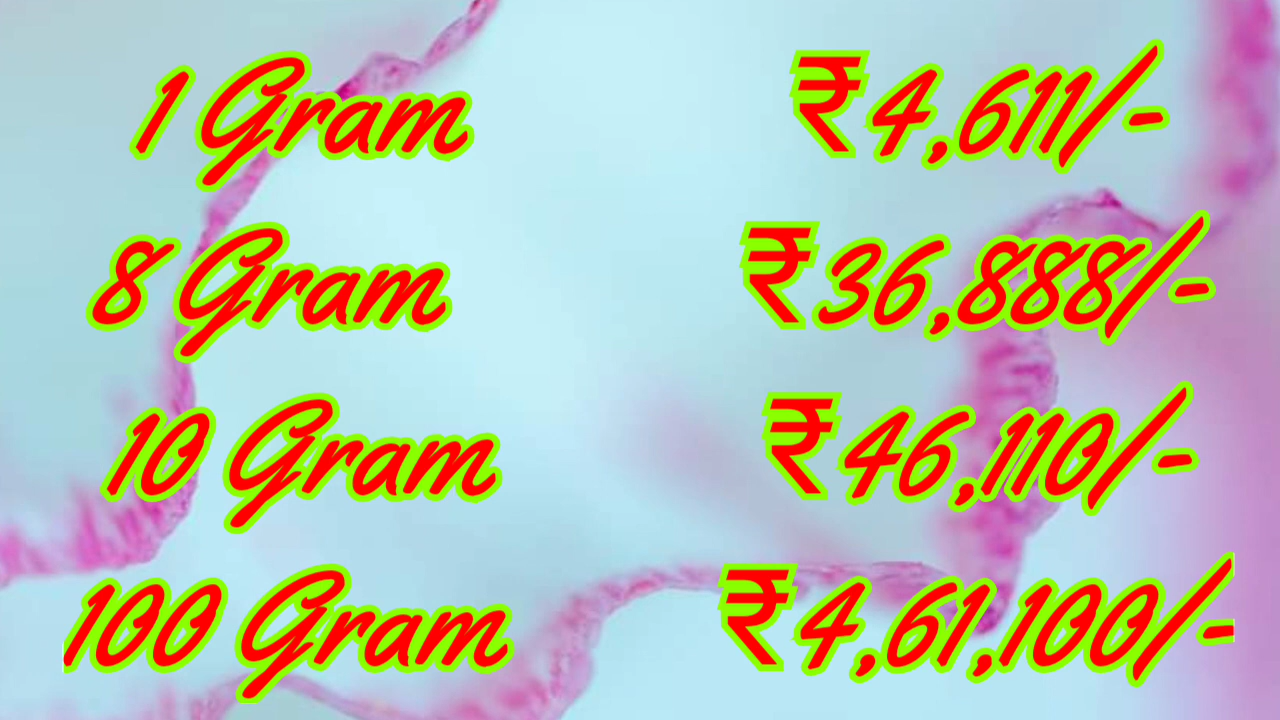 1 Gram ₹4,611/-
8 Gram ₹36,888/-
10 Gram ₹46,110/-
100 Gram ₹4,61,100/-